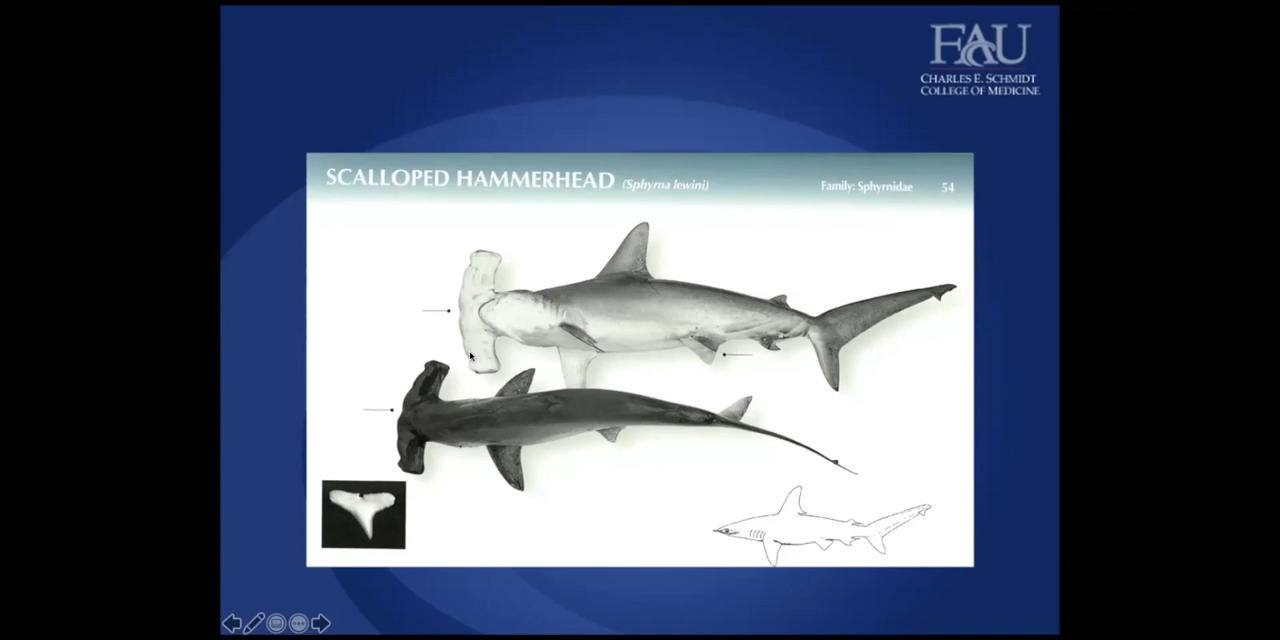 FAU
CHARLES E. SCHMIDT
COLLEGE OF MEDICINE
SCALLOPED HAMMERHEAD (Sphyrna lewini) Family: Sphyrnidae 54